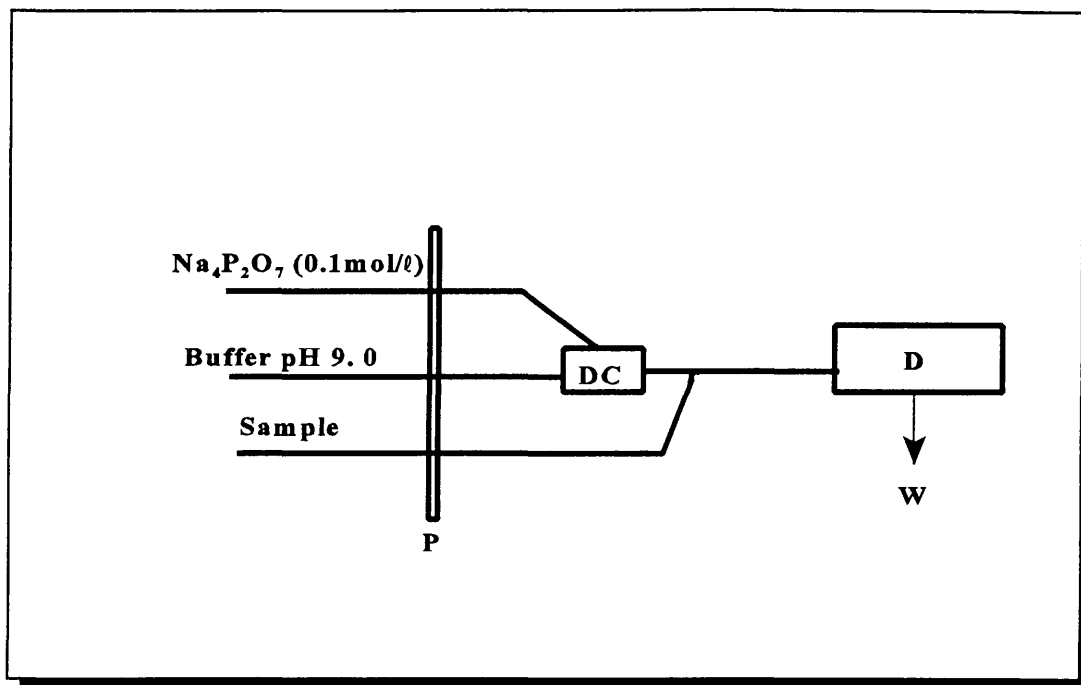 Na₄P₂O₇ (0.1mol/ℓ)
Buffer pH 9. 0
DC
D
Sample
W
P